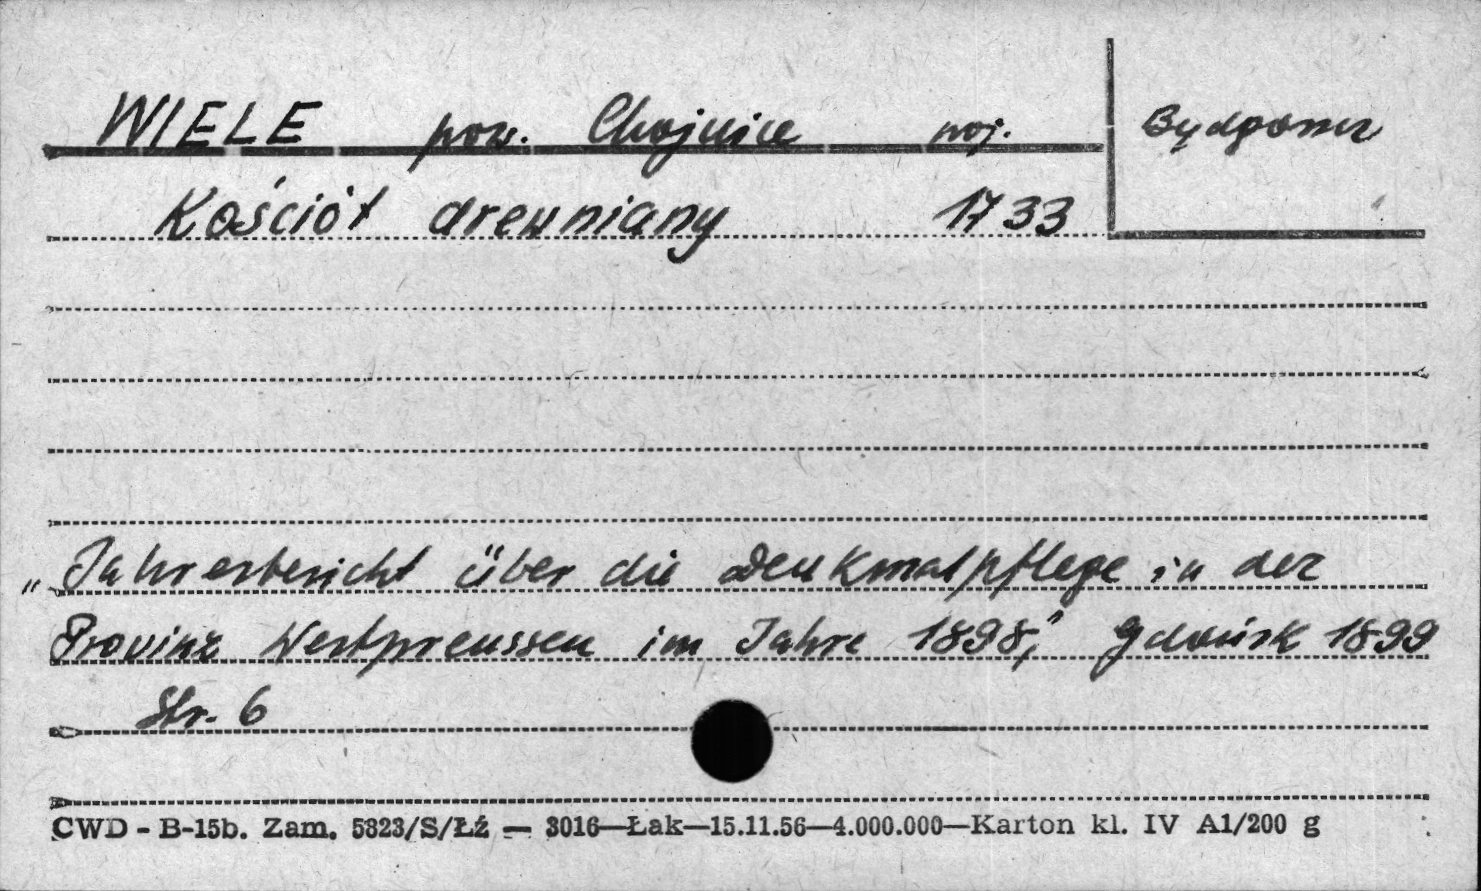 WIELE pow. Chojnice woj. Bydgoszcz
Kościół drewniany 1733
„Jahresbericht über die Denkmalpflege in der
Provinz Westpreussen im Jahre 1898," Gdańsk 1899
Str. 6
CWD - B-15b. Zam. 5823/S/Łź — 3016—Łak—15.11.56—4.000.000—Karton kl. IV A1/200 g